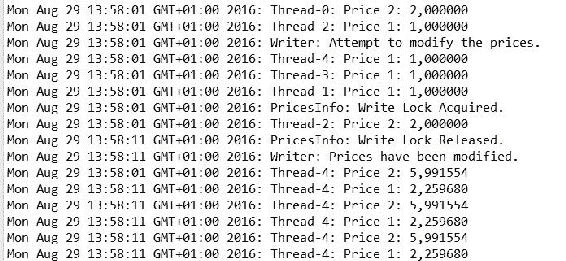 Mon Aug 29 13:58:01 GMT+01:00 2016: Thread-0: Price 2: 2,000000
Mon Aug 29 13:58:01 GMT+01:00 2016: Thread-2: Price 1: 1,000000
Mon Aug 29 13:58:01 GMT+01:00 2016: Writer: Attempt to modify the prices.
Mon Aug 29 13:58:01 GMT+01:00 2016: Thread-4: Price 1: 1,000000
Mon Aug 29 13:58:01 GMT+01:00 2016: Thread-3: Price 1: 1,000000
Mon Aug 29 13:58:01 GMT+01:00 2016: Thread-1: Price 1: 1,000000
Mon Aug 29 13:58:01 GMT+01:00 2016: PricesInfo: Write Lock Acquired.
Mon Aug 29 13:58:01 GMT+01:00 2016: Thread-2: Price 2: 2,000000
Mon Aug 29 13:58:11 GMT+01:00 2016: PricesInfo: Write Lock Released.
Mon Aug 29 13:58:11 GMT+01:00 2016: Writer: Prices have been modified.
Mon Aug 29 13:58:01 GMT+01:00 2016: Thread-4: Price 2: 5,991554
Mon Aug 29 13:58:11 GMT+01:00 2016: Thread-4: Price 1: 2,259680
Mon Aug 29 13:58:11 GMT+01:00 2016: Thread-4: Price 2: 5,991554
Mon Aug 29 13:58:11 GMT+01:00 2016: Thread-4: Price 1: 2,259680
Mon Aug 29 13:58:11 GMT+01:00 2016: Thread-4: Price 2: 5,991554
Mon Aug 29 13:58:11 GMT+01:00 2016: Thread-4: Price 1: 2,259680